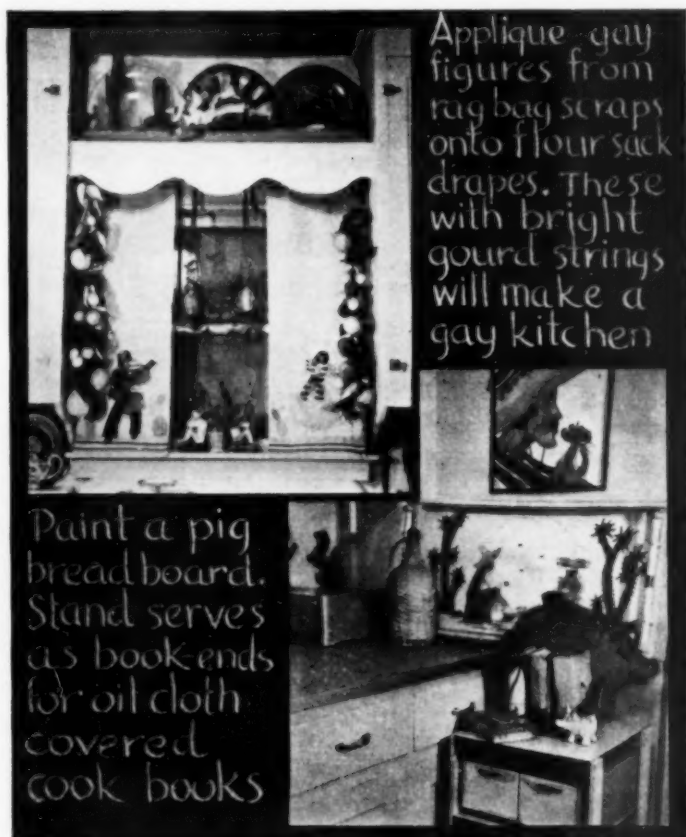 Applique gay
figures from
rag bag scraps
onto flour sack
drapes. These
with bright
gourd strings
will make a
gay kitchen
Paint a pig
bread board.
Stand serves
as book-ends
for oil cloth
covered
cook books